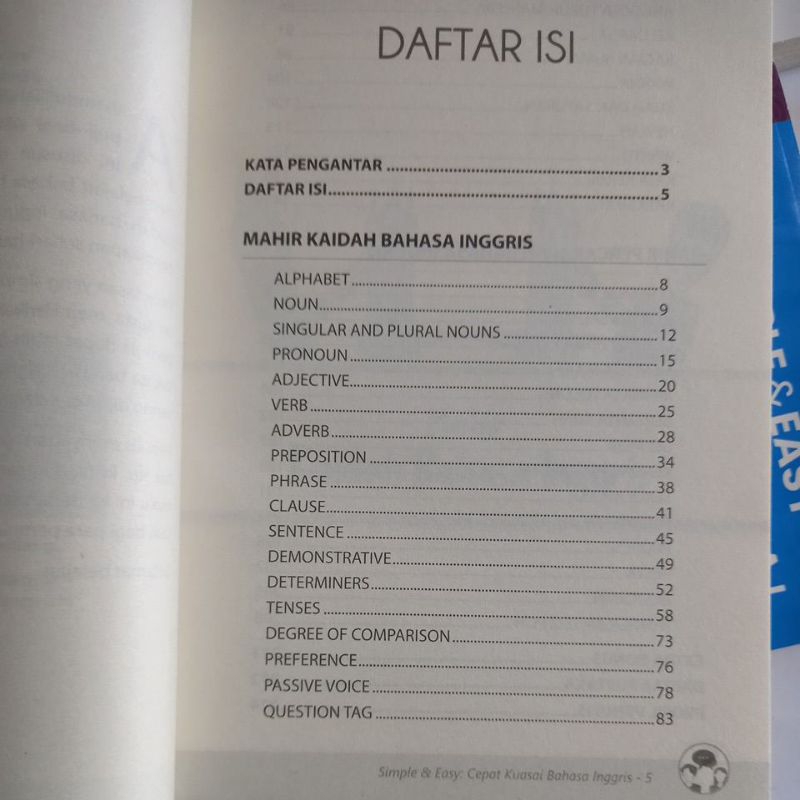 DAFTAR ISI
KATA PENGANTAR ........ 3
DAFTAR ISI ........ 5
MAHIR KAIDAH BAHASA INGGRIS
ALPHABET ........ 8
NOUN ........ 9
SINGULAR AND PLURAL NOUNS ........ 12
PRONOUN ........ 15
ADJECTIVE ........ 20
VERB ........ 25
ADVERB ........ 28
PREPOSITION ........ 34
PHRASE ........ 38
CLAUSE ........ 41
SENTENCE ........ 45
DEMONSTRATIVE ........ 49
DETERMINERS ........ 52
TENSES ........ 58
DEGREE OF COMPARISON ........ 73
PREFERENCE ........ 76
PASSIVE VOICE ........ 78
QUESTION TAG ........ 83
Simple & Easy: Cepat Kuasai Bahasa Inggris - 5
& EASY